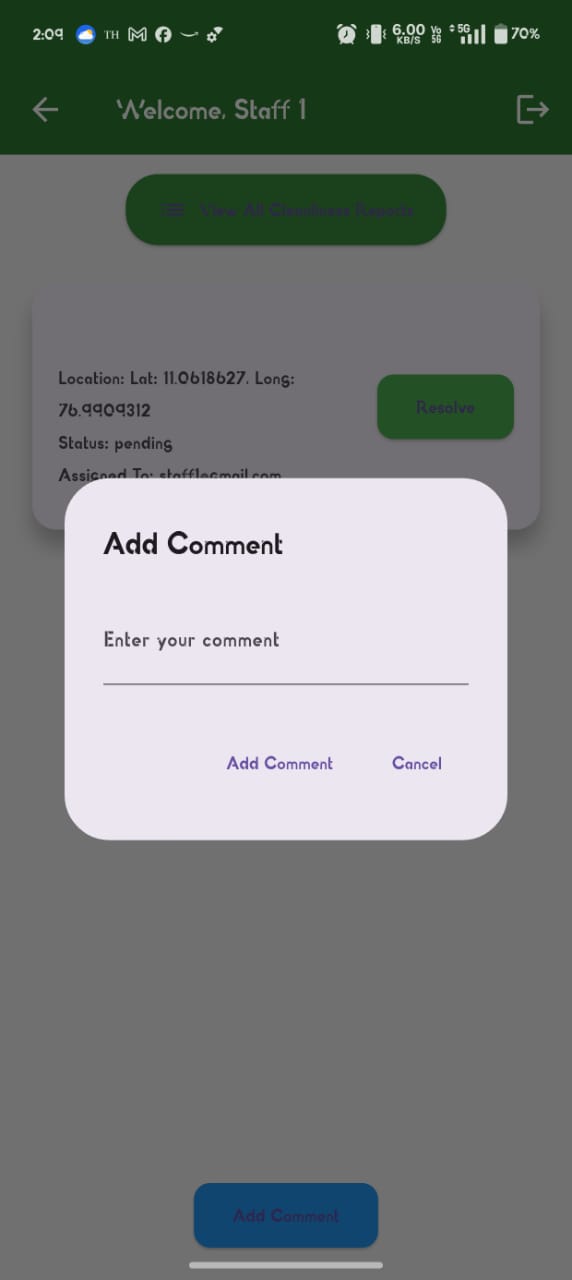 2:09 TH 6.00 KB/S Vo 5G 5G 70%
Welcome, Staff 1
View All Cleanliness Reports
Location: Lat: 11.0618627, Long:
76.9909312
Resolve
Status: pending
Assigned To: staff1@gmail.com
Add Comment
Enter your comment
Add Comment Cancel
Add Comment